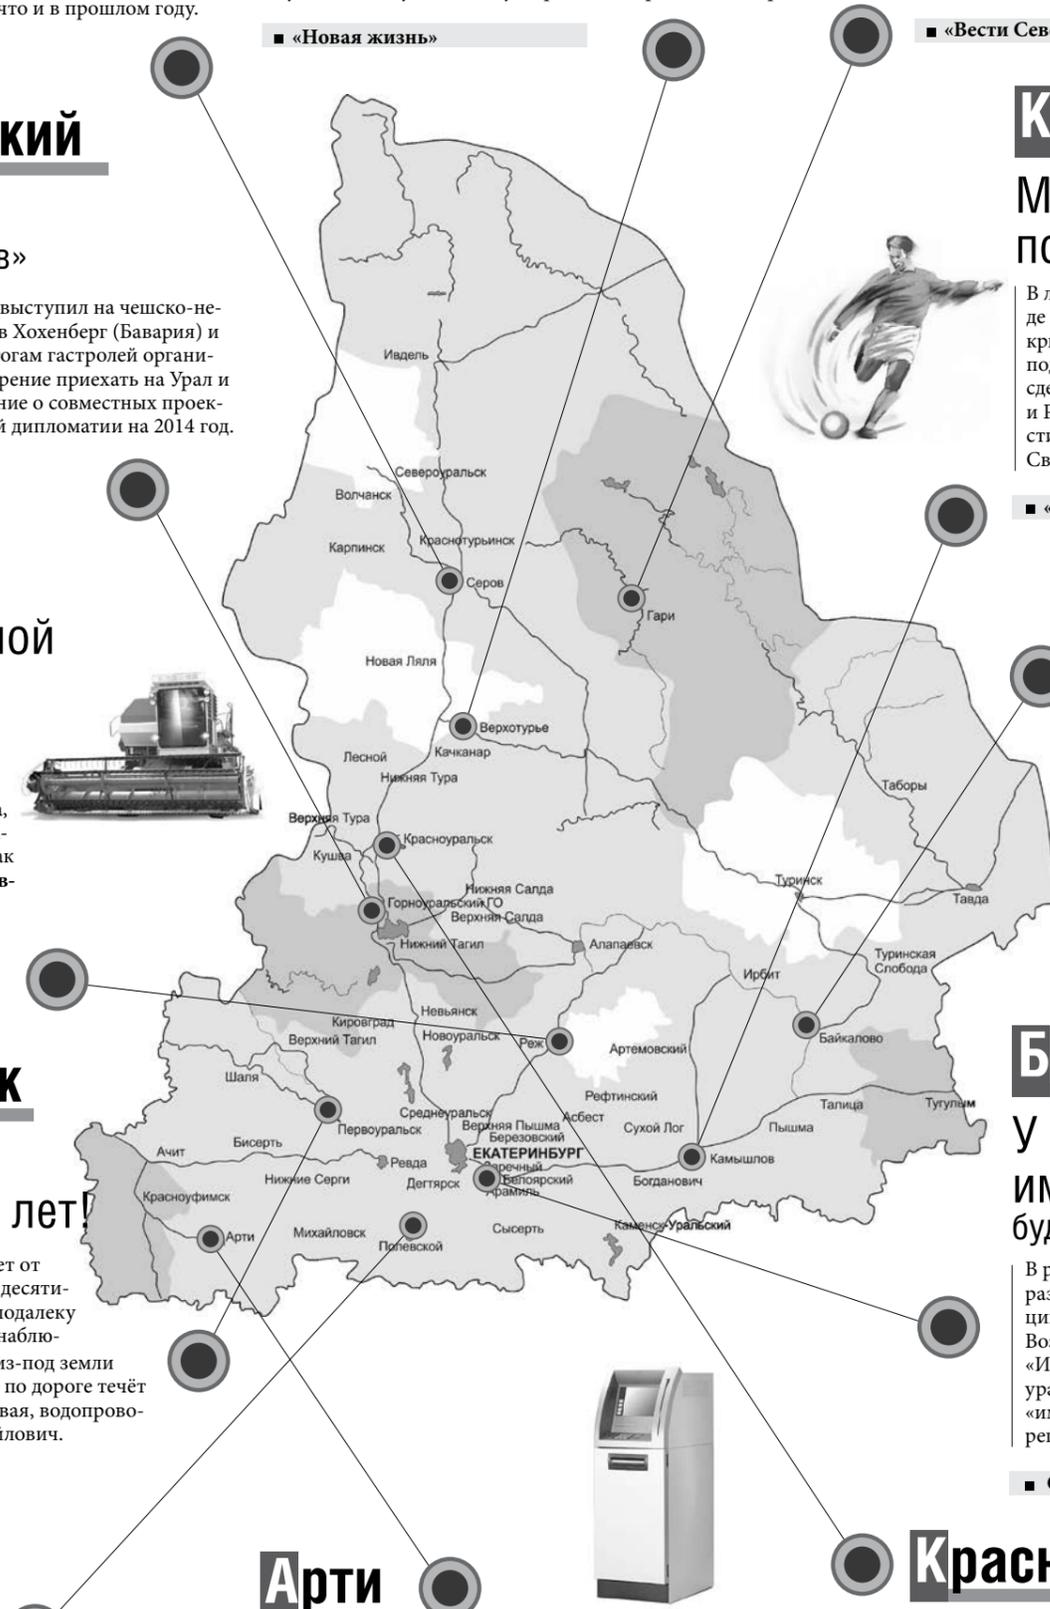 что и в прошлом году.
■ «Новая жизнь»
■ «Вести Сев
кий
К
М
по
в»
выступил на чешско-не-
в Хохенберг (Бавария) и
тогам гастролей органи-
рение приехать на Урал и
ние о совместных проек-
й дипломатии на 2014 год.
В л
де
кры
под
сде
и Р
сти
Св
■ «
Ивдель
Североуральск
Волчанск
Краснотурьинск
Карпинск
Серов
Гари
ной
Новая Ляля
Верхотурье
Качканар
Лесной
Нижняя Тура
Таборы
Верхняя Тура
Красноуральск
Кушва
а,
-
ак
в-
Туринск
Тавда
Нижняя Салда
Горноуральский ГО
Верхняя Салда
Нижний Тагил
Алапаевск
Туринская
Слобода
Ирбит
Невьянск
Кировград
Новоуральск
Верхний Тагил
Реж
Артемовский
Байкалово
Б
к
Шаля
Рефтинский
Среднеуральск
Асбест
Талица
Тугулым
Первоуральск
Верхняя Пышма
Березовский
Сухой Лог
Пышма
У
Ачит
Бисерть
ЕКАТЕРИНБУРГ
Ревда
Заречный
Камышлов
Нижние Серги
Дегтярск
Белоярский
Арамиль
Богданович
им
Красноуфимск
лет!
Арти
Михайловск
Полевской
Сысерть
Каменск-Уральский
буд
ет от
десяти-
подалеку
наблю-
из-под земли
по дороге течёт
вая, водопрово-
йлович.
В р
раз
ци
Воз
«И
ура
«им
рег
■
Арти
Красн